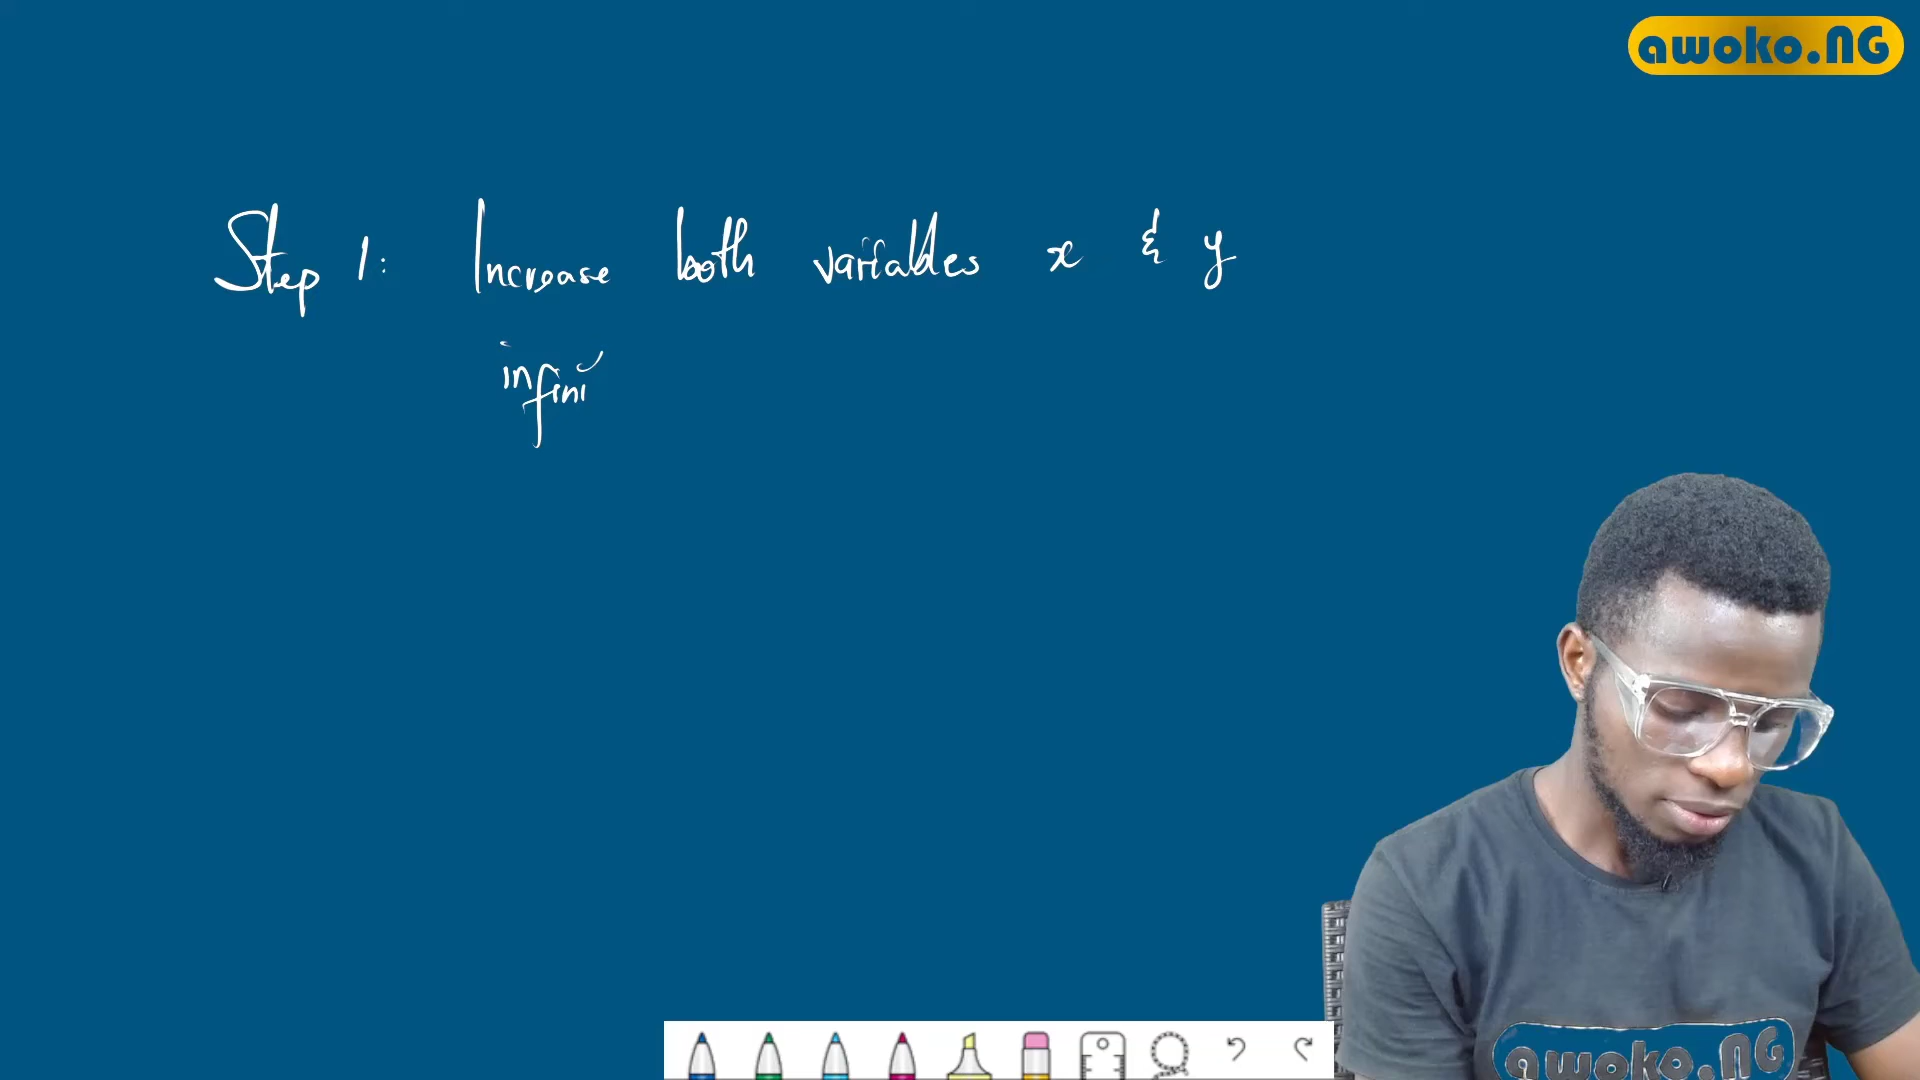 awoko.NG
Step 1: Increase both variables x & y
infini
awoko.NG